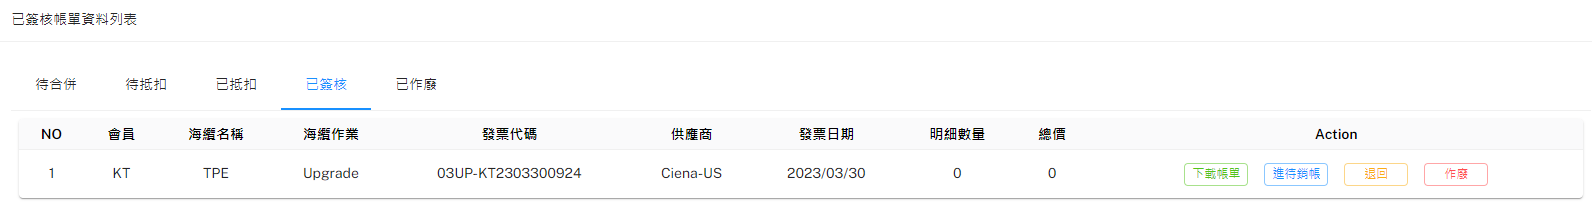 已簽核帳單資料列表
待合併 待抵扣 已抵扣 已簽核 已作廢
NO 會員 海纜名稱 海纜作業 發票代碼 供應商 發票日期 明細數量 總價 Action
1 KT TPE Upgrade 03UP-KT2303300924 Ciena-US 2023/03/30 0 0 下載帳單 進待銷帳 退回 作廢